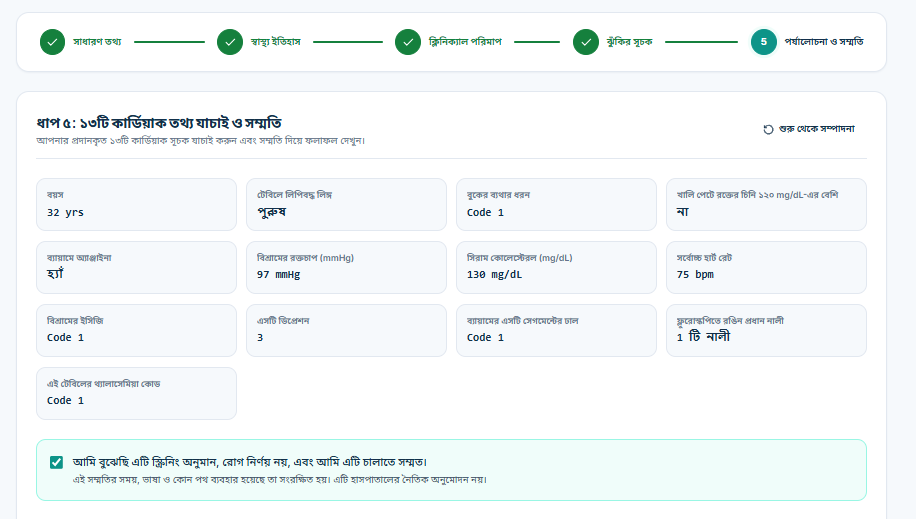 সাধারণ তথ্য
স্বাস্থ্য ইতিহাস
ক্লিনিক্যাল পরিমাপ
ঝুঁকির সূচক
5 পর্যালোচনা ও সম্মতি
ধাপ ৫: ১৩টি কার্ডিয়াক তথ্য যাচাই ও সম্মতি
আপনার প্রদানকৃত ১৩টি কার্ডিয়াক সূচক যাচাই করুন এবং সম্মতি দিয়ে ফলাফল দেখুন।
শুরু থেকে সম্পাদনা
বয়স
32 yrs
টেবিলে লিপিবদ্ধ লিঙ্গ
পুরুষ
বুকের ব্যথার ধরন
Code 1
খালি পেটে রক্তের চিনি ১২০ mg/dL-এর বেশি
না
ব্যায়ামে অ্যাঞ্জাইনা
হ্যাঁ
বিশ্রামের রক্তচাপ (mmHg)
97 mmHg
সিরাম কোলেস্টেরল (mg/dL)
130 mg/dL
সর্বোচ্চ হার্ট রেট
75 bpm
বিশ্রামের ইসিজি
Code 1
এসটি ডিপ্রেশন
3
ব্যায়ামের এসটি সেগমেন্টের ঢাল
Code 1
ফ্লুরোস্কপিতে রঙিন প্রধান নালী
1 টি নালী
এই টেবিলের থ্যালাসেমিয়া কোড
Code 1
আমি বুঝেছি এটি স্ক্রিনিং অনুমান, রোগ নির্ণয় নয়, এবং আমি এটি চালাতে সম্মত।
এই সম্মতির সময়, ভাষা ও কোন পথ ব্যবহার হয়েছে তা সংরক্ষিত হয়। এটি হাসপাতালের নৈতিক অনুমোদন নয়।